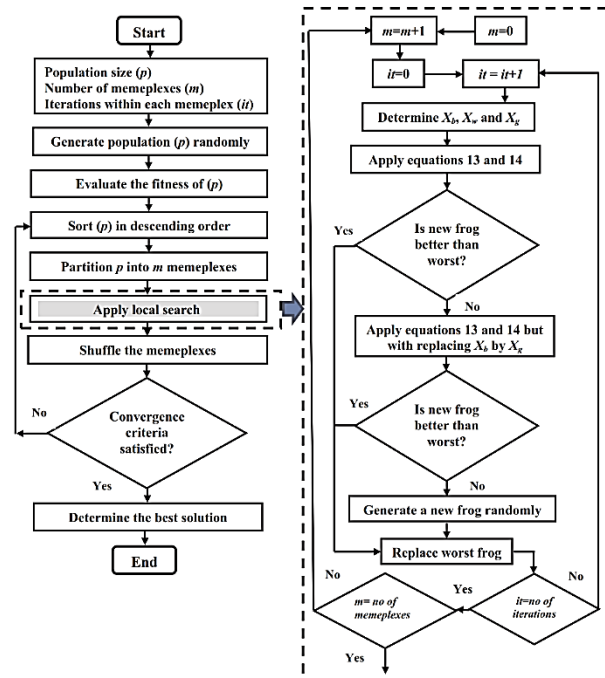 Start
Population size (p)
Number of memeplexes (m)
Iterations within each memeplex (it)
Generate population (p) randomly
Evaluate the fitness of (p)
Sort (p) in descending order
Partition p into m memeplexes
Apply local search
Shuffle the memeplexes
No
Convergence
criteria
satisfied?
Yes
Determine the best solution
End
m=m+1
m=0
it=0
it = it+1
Determine Xb, Xw and Xg
Apply equations 13 and 14
Yes
Is new frog
better than
worst?
No
Apply equations 13 and 14 but
with replacing Xb by Xg
Yes
Is new frog
better than
worst?
No
Generate a new frog randomly
Replace worst frog
No
m= no of
memeplexes
Yes
it=no of
iterations
No
Yes